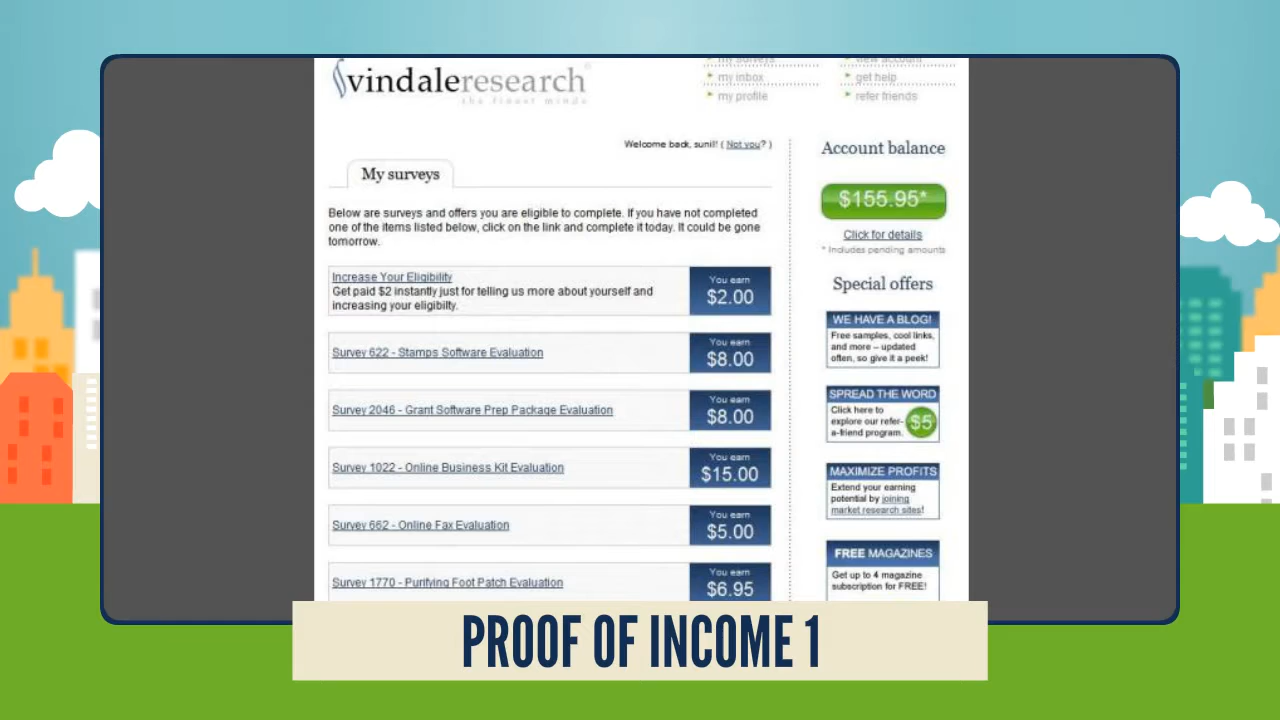 vindaleresearch
the finest minds
my surveys
my inbox
my profile
view account
get help
refer friends
Welcome back, sunil! ( Not you? )
My surveys
Below are surveys and offers you are eligible to complete. If you have not completed
one of the items listed below, click on the link and complete it today. It could be gone
tomorrow.
Increase Your Eligibility
Get paid $2 instantly just for telling us more about yourself and
increasing your eligibilty.
You earn
$2.00
Survey 622 - Stamps Software Evaluation
You earn
$8.00
Survey 2046 - Grant Software Prep Package Evaluation
You earn
$8.00
Survey 1022 - Online Business Kit Evaluation
You earn
$15.00
Survey 662 - Online Fax Evaluation
You earn
$5.00
Survey 1770 - Purifying Foot Patch Evaluation
You earn
$6.95
Account balance
$155.95*
Click for details
* Includes pending amounts
Special offers
WE HAVE A BLOG!
Free samples, cool links,
and more – updated
often, so give it a peek!
SPREAD THE WORD
Click here to
explore our refer-
a-friend program.
$5
MAXIMIZE PROFITS
Extend your earning
potential by joining
market research sites!
FREE MAGAZINES
Get up to 4 magazine
subscription for FREE!
PROOF OF INCOME 1